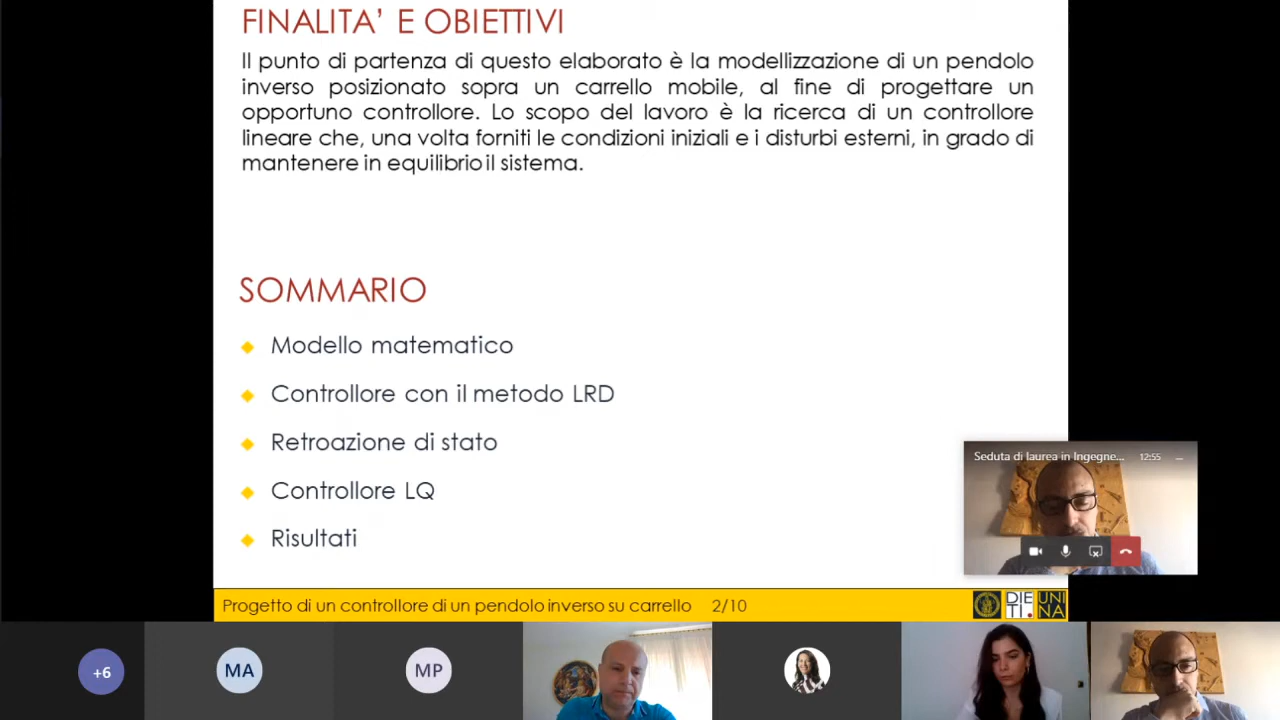 FINALITA' E OBIETTIVI
Il punto di partenza di questo elaborato è la modellizzazione di un pendolo
inverso posizionato sopra un carrello mobile, al fine di progettare un
opportuno controllore. Lo scopo del lavoro è la ricerca di un controllore
lineare che, una volta forniti le condizioni iniziali e i disturbi esterni, in grado di
mantenere in equilibrio il sistema.
SOMMARIO
Modello matematico
Controllore con il metodo LRD
Retroazione di stato
Controllore LQ
Risultati
Seduta di laurea in Ingegne... 12:55
Progetto di un controllore di un pendolo inverso su carrello 2/10
DIE
TI.
UNI
NA
+6
MA
MP